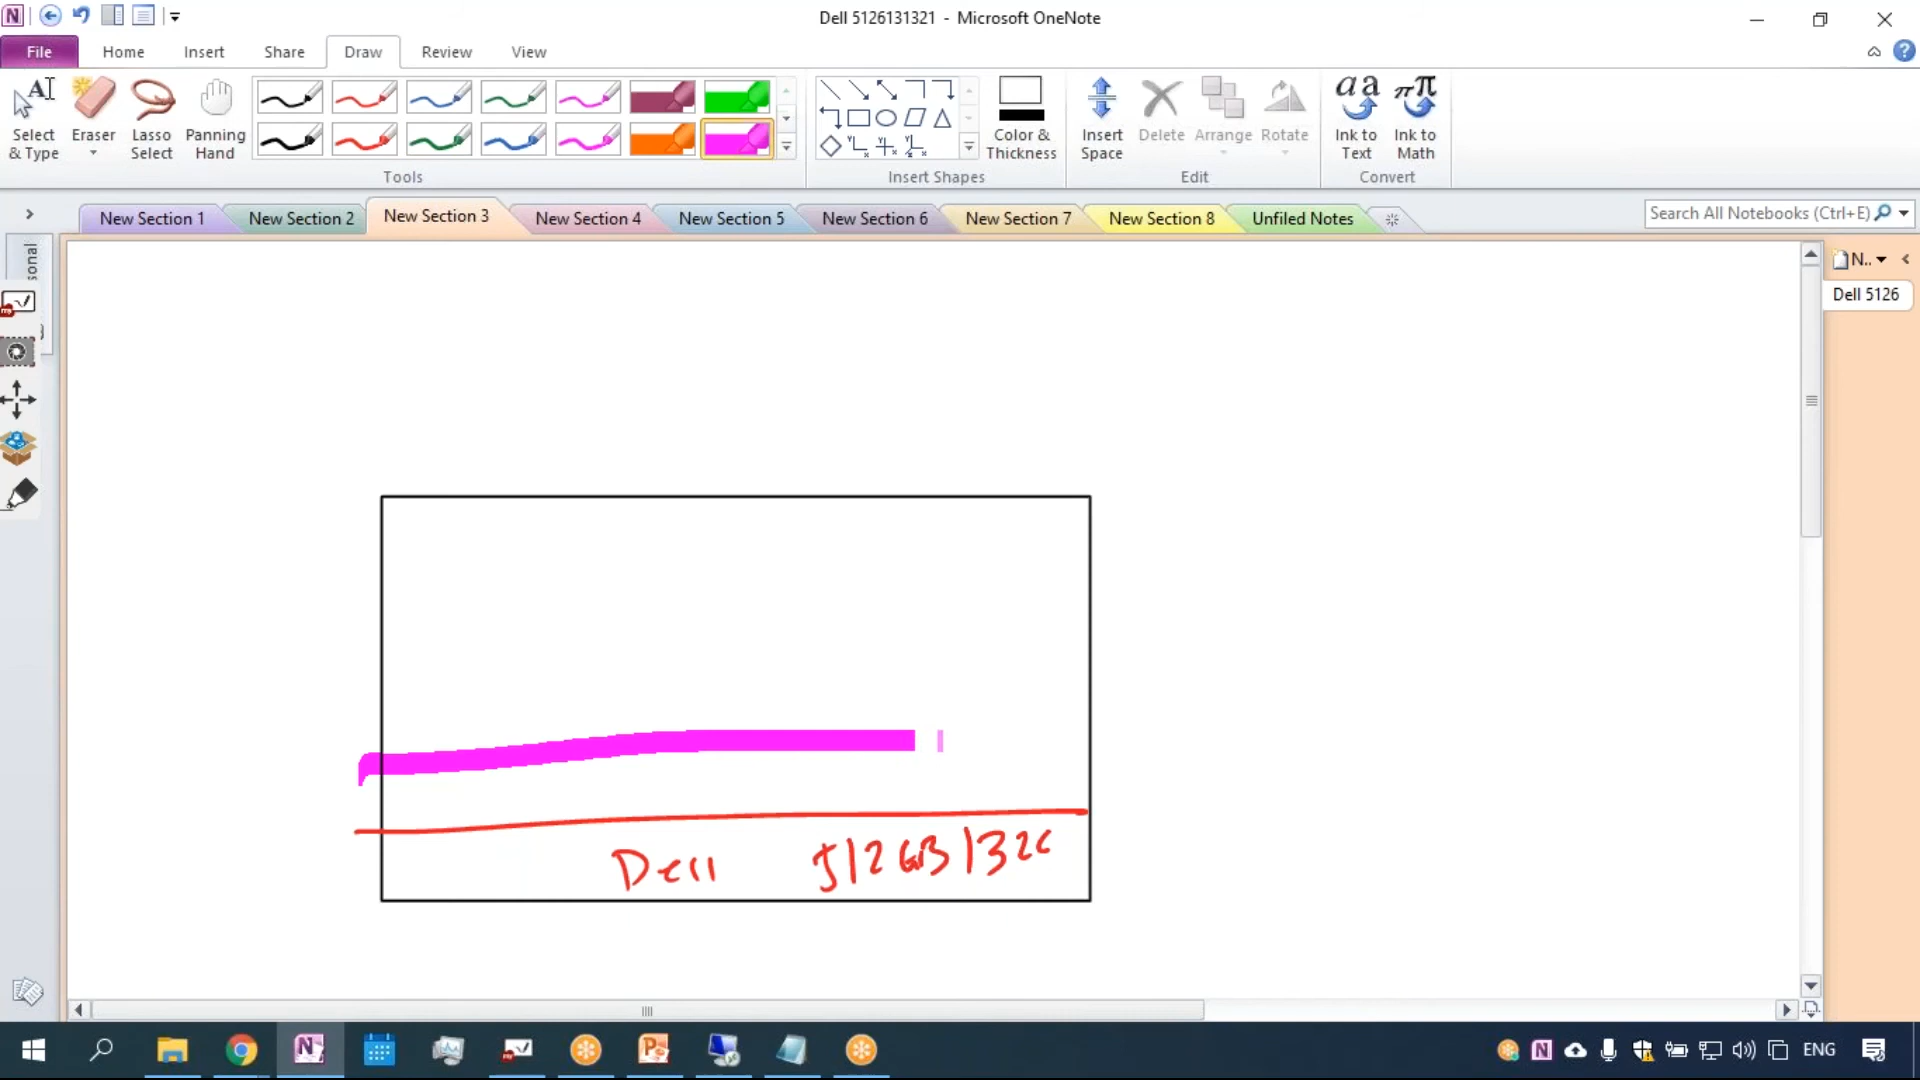 Dell 5126131321 - Microsoft OneNote
File Home Insert Share Draw Review View
Select & Type
Eraser
Lasso Select
Panning Hand
Color & Thickness
Insert Space
Delete
Arrange
Rotate
Ink to Text
Ink to Math
Tools
Insert Shapes
Edit
Convert
New Section 1 New Section 2 New Section 3 New Section 4 New Section 5 New Section 6 New Section 7 New Section 8 Unfiled Notes
Search All Notebooks (Ctrl+E)
sonal
N..
Dell 5126
Dell 512GB132
ENG